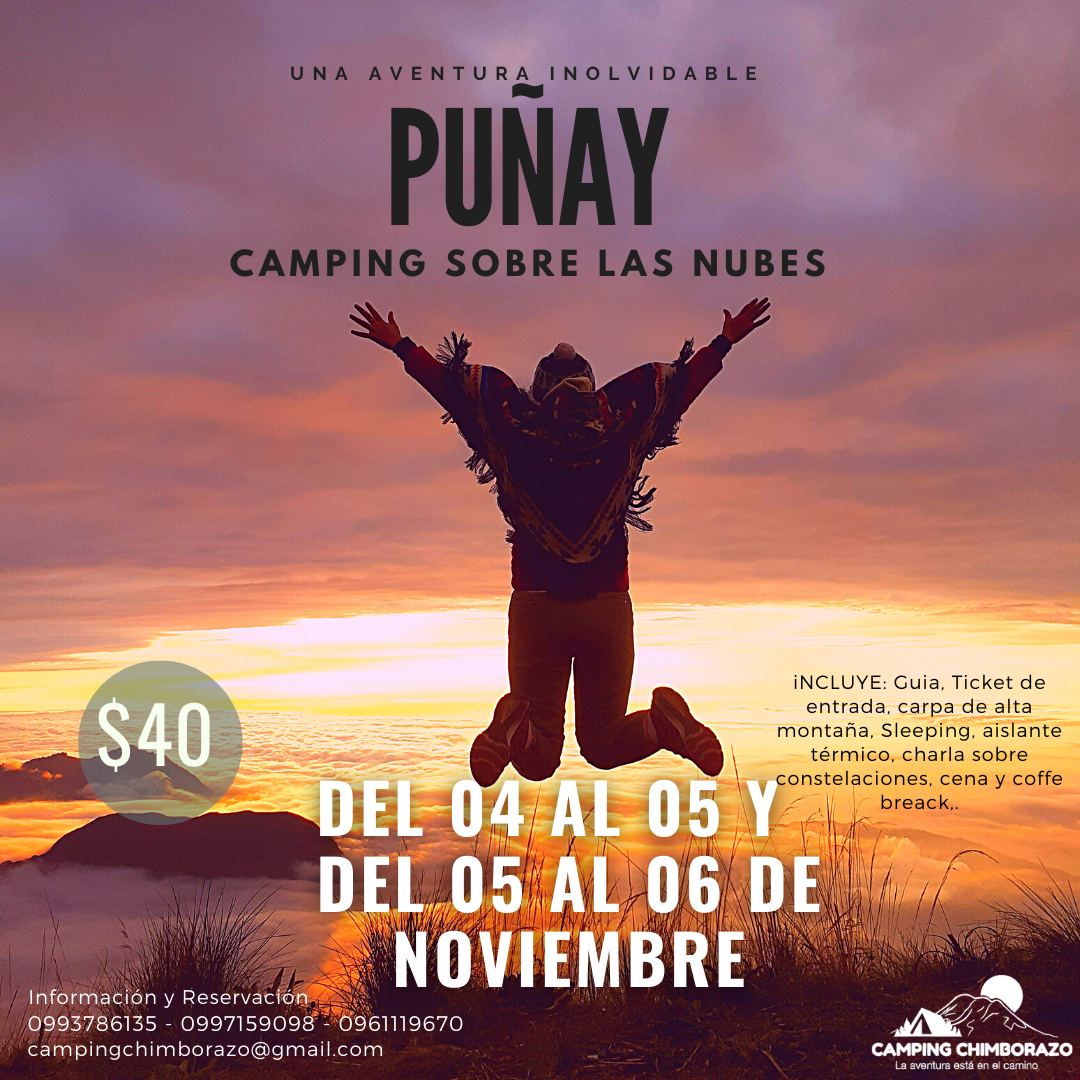 UNA AVENTURA INOLVIDABLE
PUÑAY
CAMPING SOBRE LAS NUBES
$40
iNCLUYE: Guia, Ticket de
entrada, carpa de alta
montaña, Sleeping, aislante
térmico, charla sobre
constelaciones, cena y coffe
breack,.
DEL 04 AL 05 Y
DEL 05 AL 06 DE
NOVIEMBRE
Información y Reservación
0993786135 - 0997159098 - 0961119670
campingchimborazo@gmail.com
CAMPING CHIMBORAZO
La aventura está en el camino